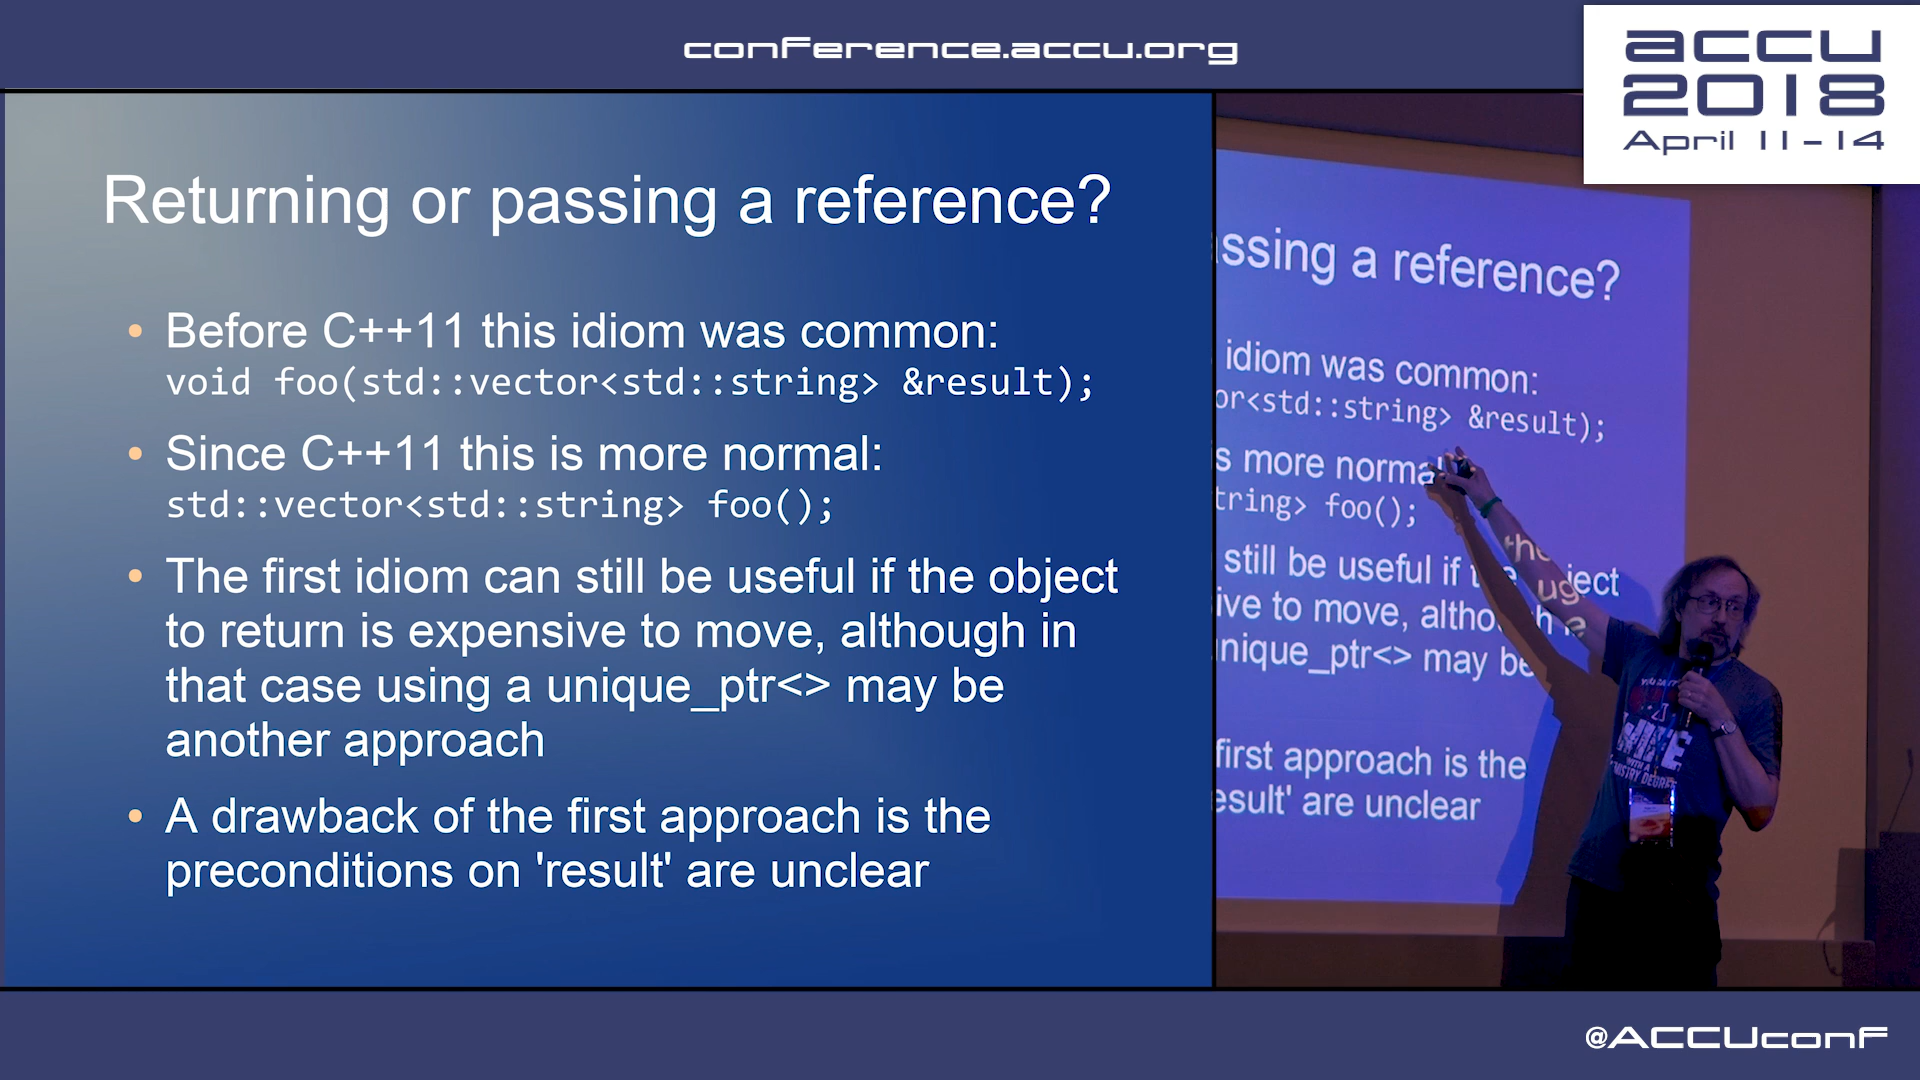 conference.accu.org
accu
2018
April 11-14
Returning or passing a reference?
• Before C++11 this idiom was common:
void foo(std::vector<std::string> &result);
• Since C++11 this is more normal:
std::vector<std::string> foo();
• The first idiom can still be useful if the object
to return is expensive to move, although in
that case using a unique_ptr<> may be
another approach
• A drawback of the first approach is the
preconditions on 'result' are unclear
ssing a reference?
idiom was common:
or<std::string> &result);
s more normal
tring> foo();
still be useful if the object
ive to move, although
unique_ptr<> may be
first approach is the
esult' are unclear
@ACCUconf